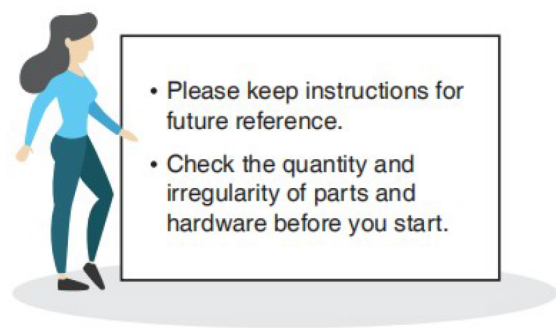 • Please keep instructions for
future reference.
• Check the quantity and
irregularity of parts and
hardware before you start.